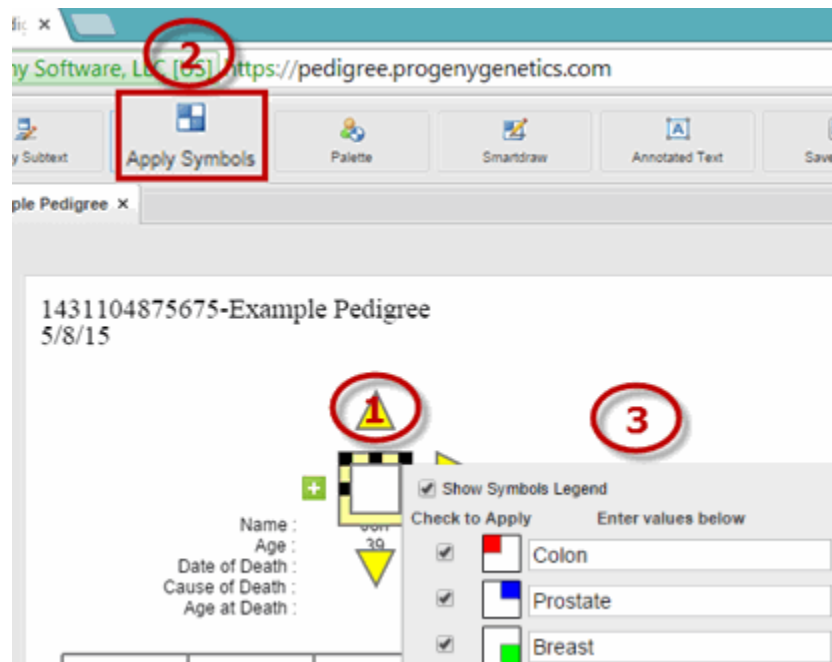 2
Software, LLC [US] https://pedigree.progenygenetics.com
Subtext Apply Symbols Palette Smartdraw Annotated Text Save
Pedigree ×
1431104875675-Example Pedigree
5/8/15
1
3
Show Symbols Legend
Check to Apply Enter values below
Name :
Age : 39
Date of Death :
Cause of Death :
Age at Death :
Colon
Prostate
Breast